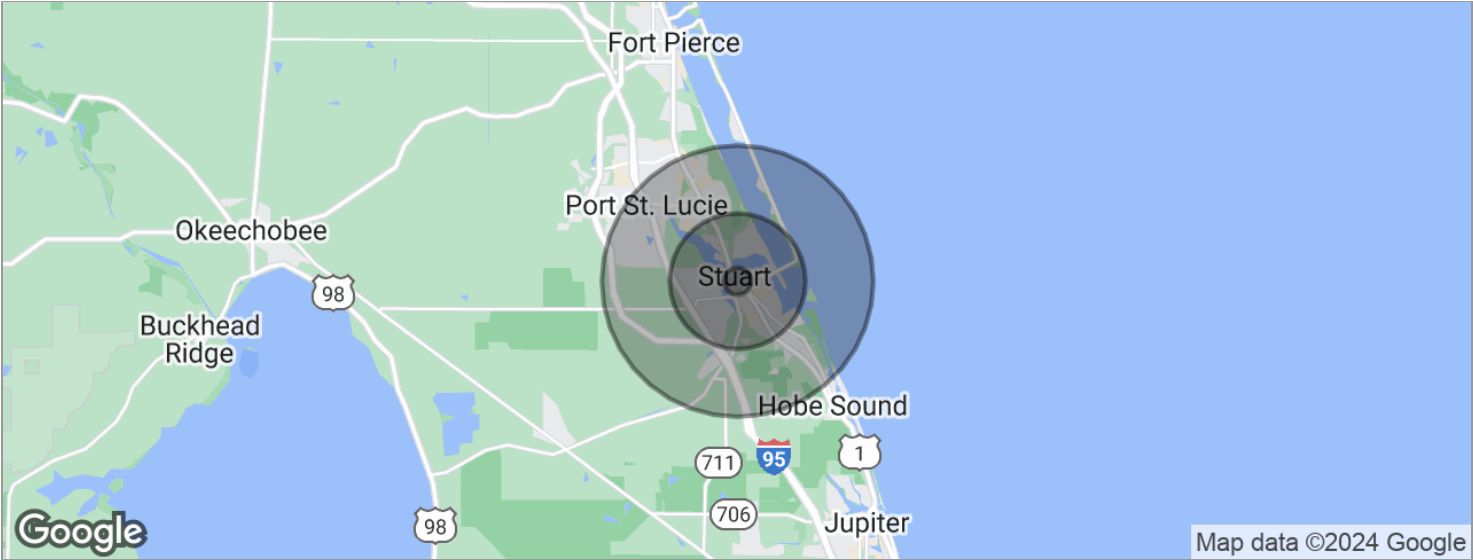 Fort Pierce
Port St. Lucie
Okeechobee
Stuart
98
Buckhead
Ridge
Hobe Sound
711
95
1
706
98
Jupiter
Google
Map data ©2024 Google